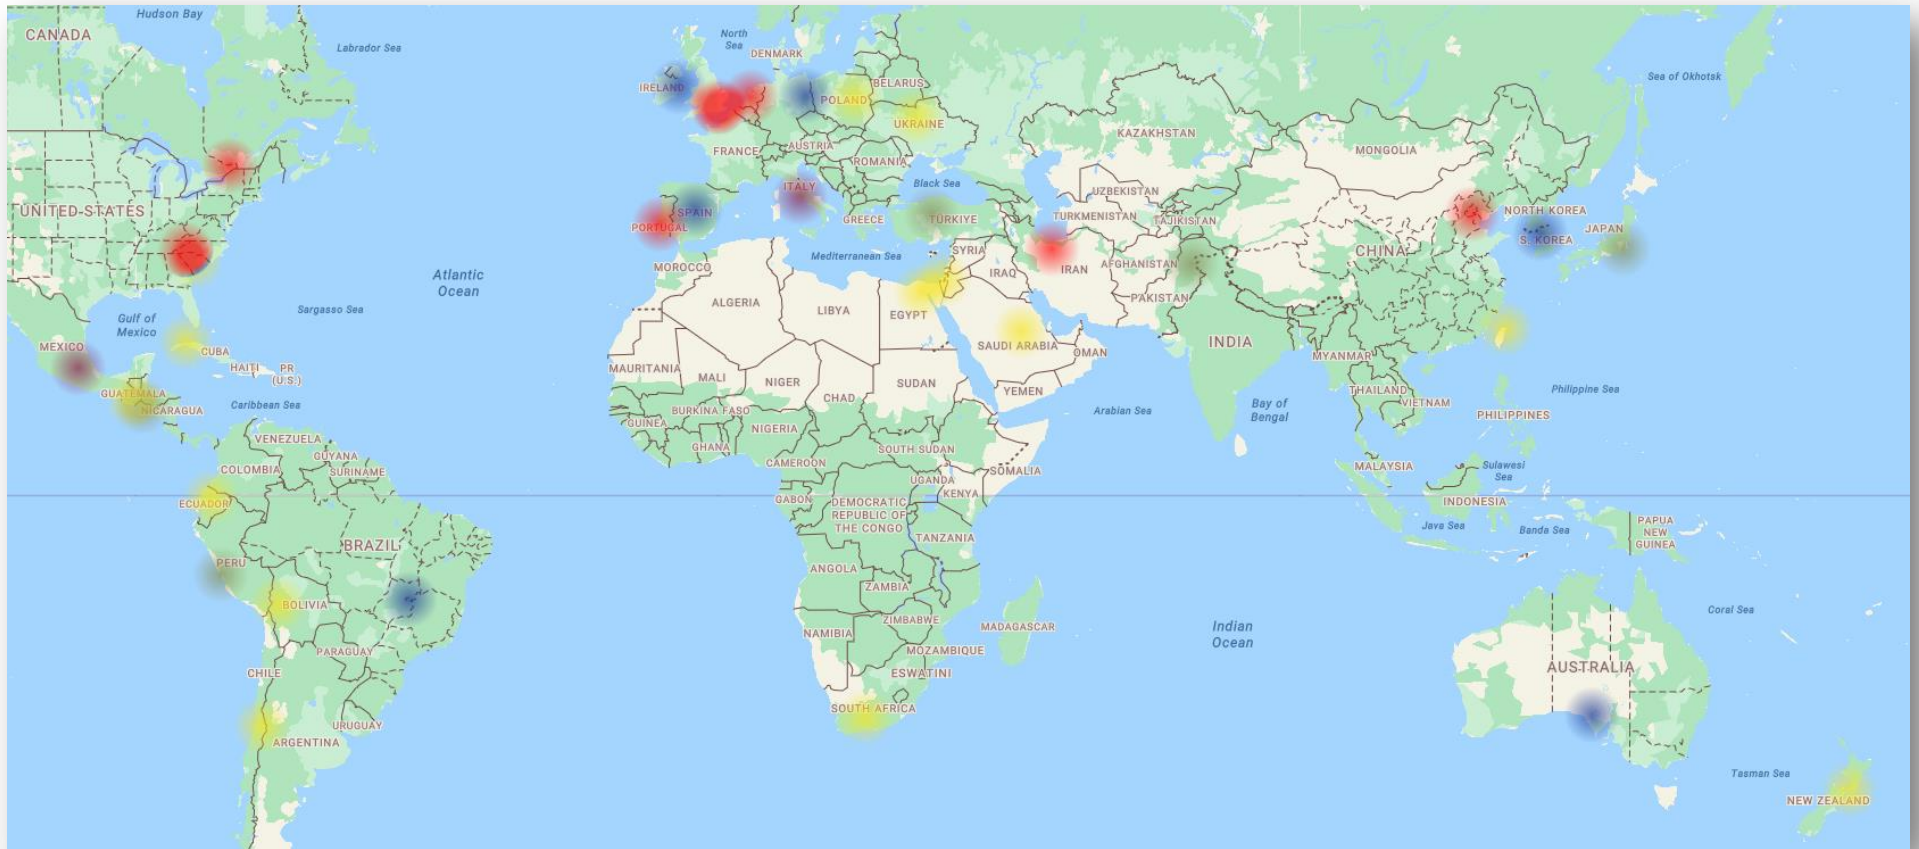 Hudson Bay
CANADA
Labrador Sea
North
Sea
DENMARK
IRELAND
BELARUS
POLAND
UKRAINE
Sea of Okhotsk
KAZAKHSTAN
MONGOLIA
FRANCE
AUSTRIA
ROMANIA
ITALY
Black Sea
UZBEKISTAN
UNITED STATES
SPAIN
PORTUGAL
GREECE
TÜRKIYE
TURKMENISTAN
TAJIKISTAN
NORTH KOREA
S. KOREA
JAPAN
Mediterranean Sea
SYRIA
CHINA
MOROCCO
IRAQ
IRAN
AFGHANISTAN
Atlantic
Ocean
PAKISTAN
ALGERIA
LIBYA
EGYPT
Sargasso Sea
Gulf of
Mexico
MEXICO
CUBA
SAUDI ARABIA
OMAN
INDIA
MYANMAR
HAITI
PR
(U.S.)
MAURITANIA
MALI
NIGER
SUDAN
CHAD
YEMEN
THAILAND
VIETNAM
Philippine Sea
GUATEMALA
NICARAGUA
Caribbean Sea
BURKINA FASO
GUINEA
NIGERIA
Arabian Sea
Bay of
Bengal
PHILIPPINES
VENEZUELA
GUYANA
SURINAME
COLOMBIA
GHANA
CAMEROON
SOUTH SUDAN
SOMALIA
MALAYSIA
Sulawesi
Sea
UGANDA
KENYA
GABON
DEMOCRATIC
REPUBLIC OF
THE CONGO
INDONESIA
ECUADOR
Java Sea
Banda Sea
PAPUA
NEW
GUINEA
BRAZIL
TANZANIA
PERU
ANGOLA
ZAMBIA
BOLIVIA
ZIMBABWE
MADAGASCAR
Indian
Ocean
Coral Sea
NAMIBIA
MOZAMBIQUE
PARAGUAY
CHILE
ESWATINI
AUSTRALIA
SOUTH AFRICA
URUGUAY
ARGENTINA
Tasman Sea
NEW ZEALAND